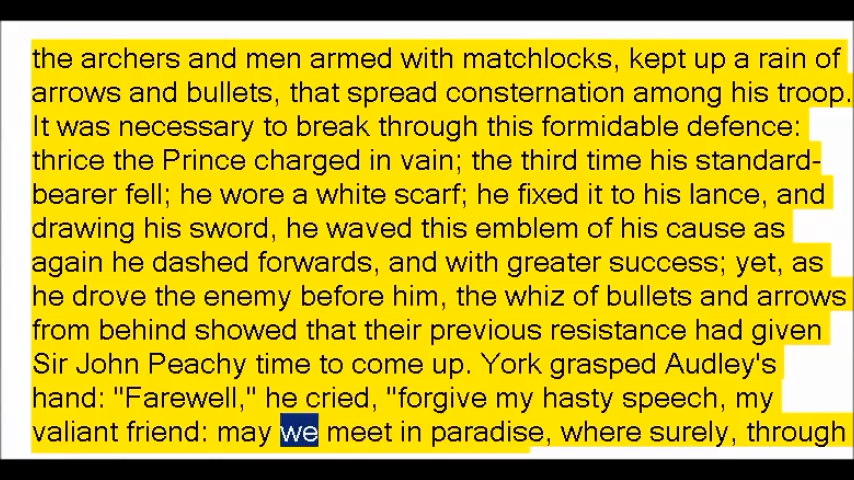 the archers and men armed with matchlocks, kept up a rain of
arrows and bullets, that spread consternation among his troop.
It was necessary to break through this formidable defence:
thrice the Prince charged in vain; the third time his standard-
bearer fell; he wore a white scarf; he fixed it to his lance, and
drawing his sword, he waved this emblem of his cause as
again he dashed forwards, and with greater success; yet, as
he drove the enemy before him, the whiz of bullets and arrows
from behind showed that their previous resistance had given
Sir John Peachy time to come up. York grasped Audley's
hand: "Farewell," he cried, "forgive my hasty speech, my
valiant friend: may we meet in paradise, where surely, through